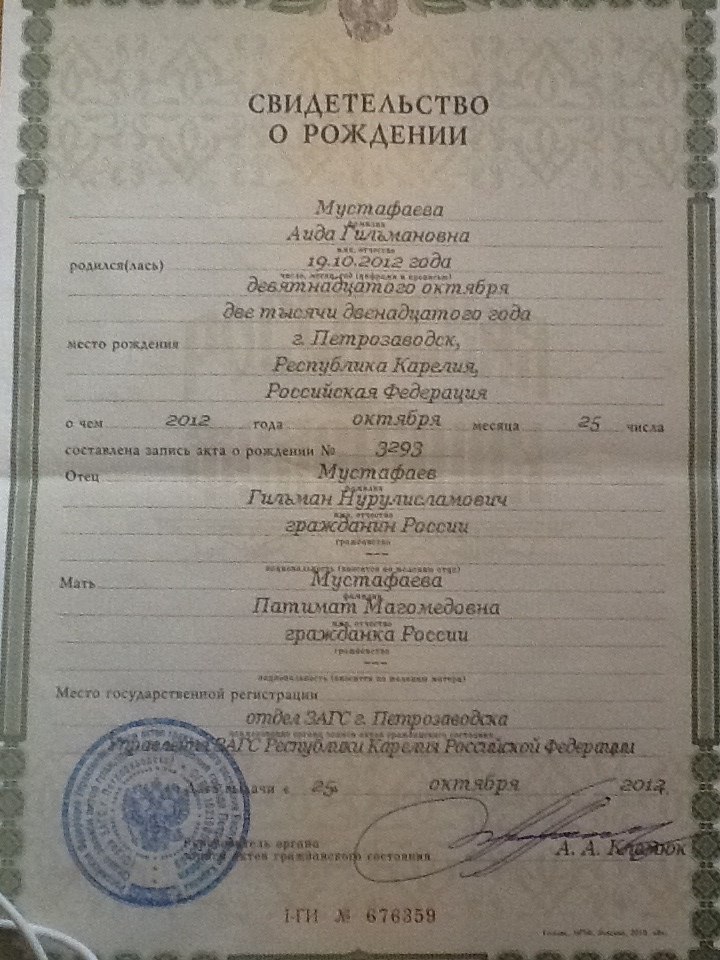 СВИДЕТЕЛЬСТВО
О РОЖДЕНИИ
Мустафаева
фамилия
Аида Гильмановна
имя, отчество
родился(лась) 19.10.2012 года
число, месяц, год (цифрами и прописью)
девятнадцатого октября
две тысячи двенадцатого года
место рождения г. Петрозаводск,
Республика Карелия,
Российская Федерация
о чем 2012 года октября месяца 25 числа
составлена запись акта о рождении № 3293
Отец Мустафаев
фамилия
Гильман Нурулисламович
имя, отчество
гражданин России
гражданство
---
национальность (вносится по желанию отца)
Мать Мустафаева
фамилия
Патимат Магомедовна
имя, отчество
гражданка России
гражданство
---
национальность (вносится по желанию матери)
Место государственной регистрации
отдел ЗАГС г. Петрозаводска
наименование органа записи актов гражданского состояния
Управления ЗАГС Республики Карелия Российской Федерации
Дата выдачи « 25 октября 2012
Руководитель органа
записи актов гражданского состояния А. А.
I-ГИ № 676359